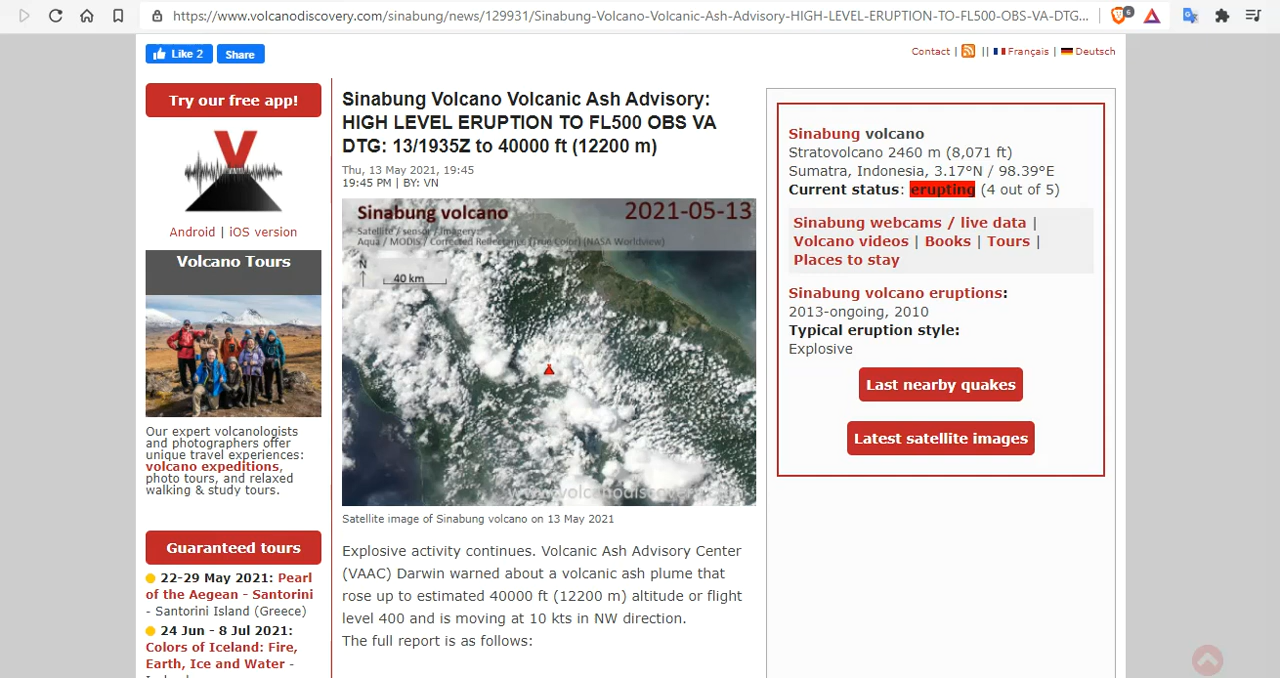 https://www.volcanodiscovery.com/sinabung/news/129931/Sinabung-Volcano-Volcanic-Ash-Advisory-HIGH-LEVEL-ERUPTION-TO-FL500-OBS-VA-DTG...
6
Like 2
Share
Contact | || Français | Deutsch
Try our free app!
V
Android | iOS version
Volcano Tours
Our expert volcanologists
and photographers offer
unique travel experiences:
volcano expeditions,
photo tours, and relaxed
walking & study tours.
Guaranteed tours
22-29 May 2021: Pearl
of the Aegean - Santorini
- Santorini Island (Greece)
24 Jun - 8 Jul 2021:
Colors of Iceland: Fire,
Earth, Ice and Water -
Sinabung Volcano Volcanic Ash Advisory:
HIGH LEVEL ERUPTION TO FL500 OBS VA
DTG: 13/1935Z to 40000 ft (12200 m)
Thu, 13 May 2021, 19:45
19:45 PM | BY: VN
Sinabung volcano
2021-05-13
Satellite / sensor / imagery:
Aqua / MODIS / Corrected Reflectance (True Color) (NASA Worldview)
N
40 km
www.volcanodiscovery.com
Satellite image of Sinabung volcano on 13 May 2021
Explosive activity continues. Volcanic Ash Advisory Center
(VAAC) Darwin warned about a volcanic ash plume that
rose up to estimated 40000 ft (12200 m) altitude or flight
level 400 and is moving at 10 kts in NW direction.
The full report is as follows:
Sinabung volcano
Stratovolcano 2460 m (8,071 ft)
Sumatra, Indonesia, 3.17°N / 98.39°E
Current status: erupting (4 out of 5)
Sinabung webcams / live data |
Volcano videos | Books | Tours |
Places to stay
Sinabung volcano eruptions:
2013-ongoing, 2010
Typical eruption style:
Explosive
Last nearby quakes
Latest satellite images